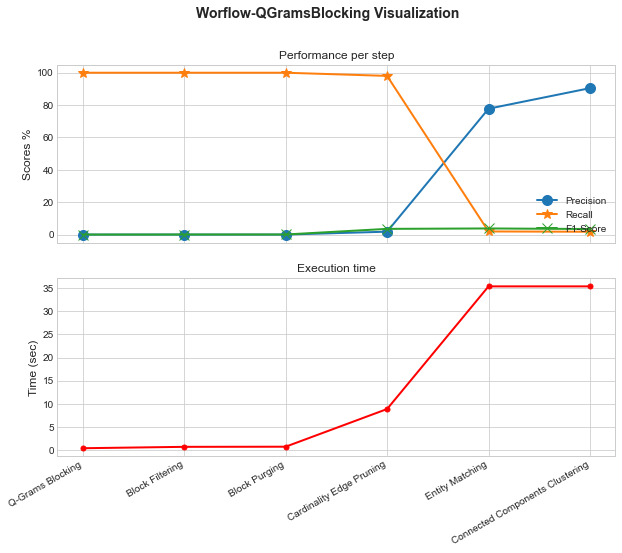 Worflow-QGramsBlocking Visualization
Performance per step
Scores %
100
80
60
40
20
0
Precision
Recall
F1-Score
Execution time
Time (sec)
35
30
25
20
15
10
5
0
Q-Grams Blocking
Block Filtering
Block Purging
Cardinality Edge Pruning
Entity Matching
Connected Components Clustering